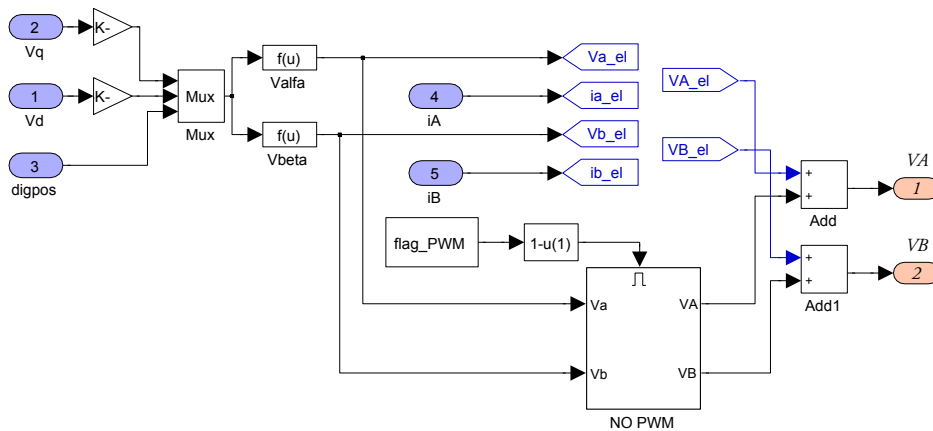 2
Vq
K-
1
Vd
K-
3
digpos
Mux
Mux
f(u)
Valfa
f(u)
Vbeta
Va_el
4
iA
ia_el
Vb_el
5
iB
ib_el
VA_el
VB_el
flag_PWM
1-u(1)
Va
VA
Vb
VB
NO PWM
+
+
Add
VA
1
+
+
Add1
VB
2